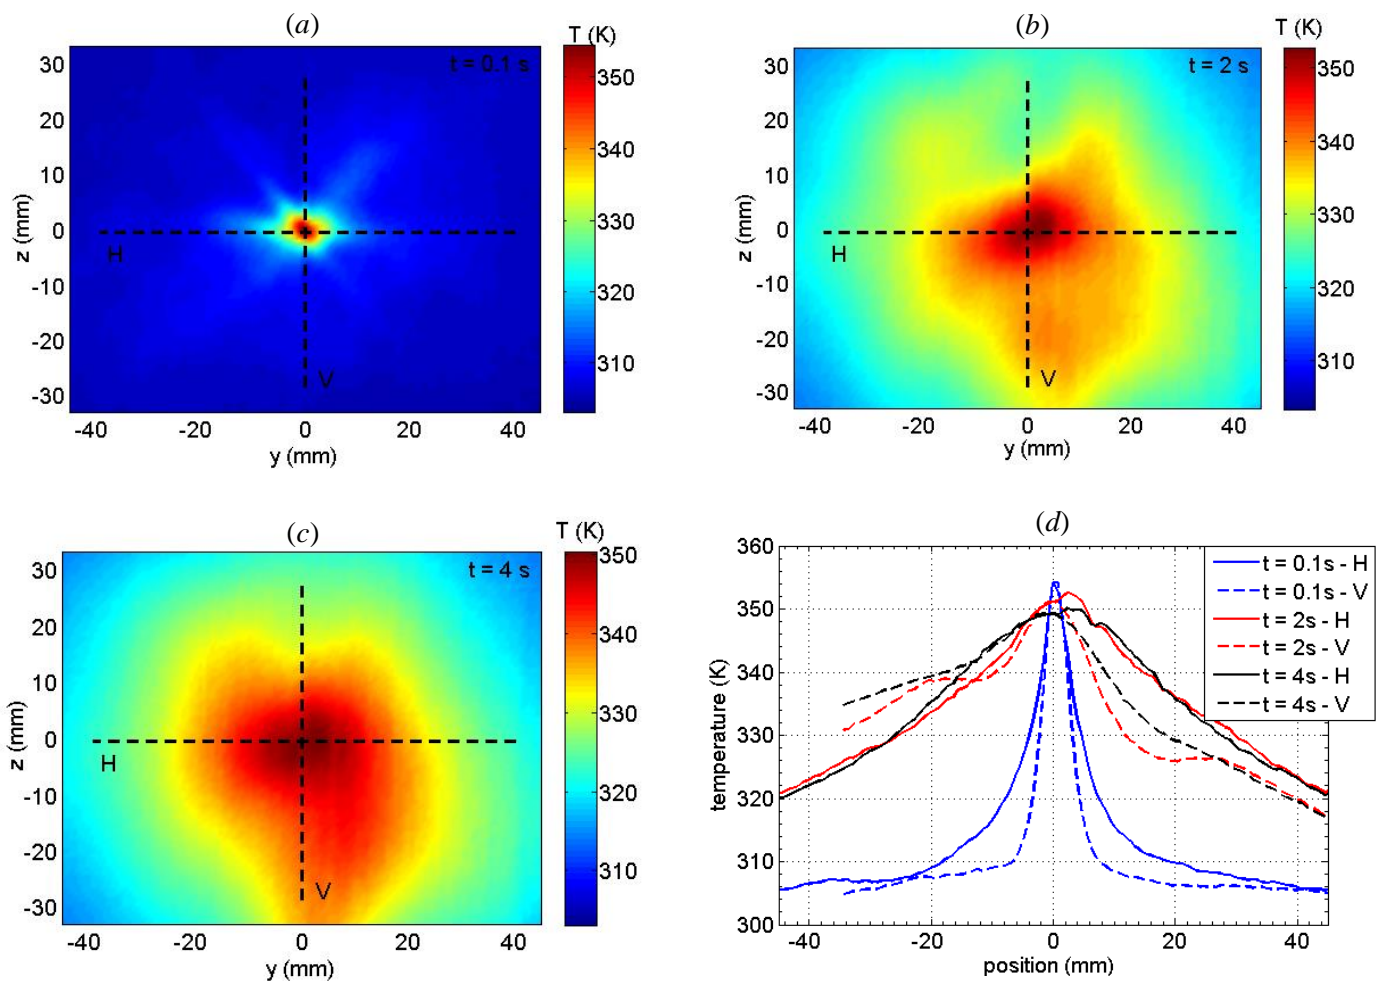 (a)
T (K)
t = 0.1 s
30
20
10
0
-10
-20
-30
z (mm)
H
V
-40
-20
0
20
40
y (mm)
350
340
330
320
310
(b)
T (K)
t = 2 s
30
20
10
0
-10
-20
-30
z (mm)
H
V
-40
-20
0
20
40
y (mm)
350
340
330
320
310
(c)
T (K)
t = 4 s
30
20
10
0
-10
-20
-30
z (mm)
H
V
-40
-20
0
20
40
y (mm)
350
340
330
320
310
(d)
360
350
340
330
320
310
300
temperature (K)
-40
-20
0
20
40
position (mm)
t = 0.1s - H
t = 0.1s - V
t = 2s - H
t = 2s - V
t = 4s - H
t = 4s - V